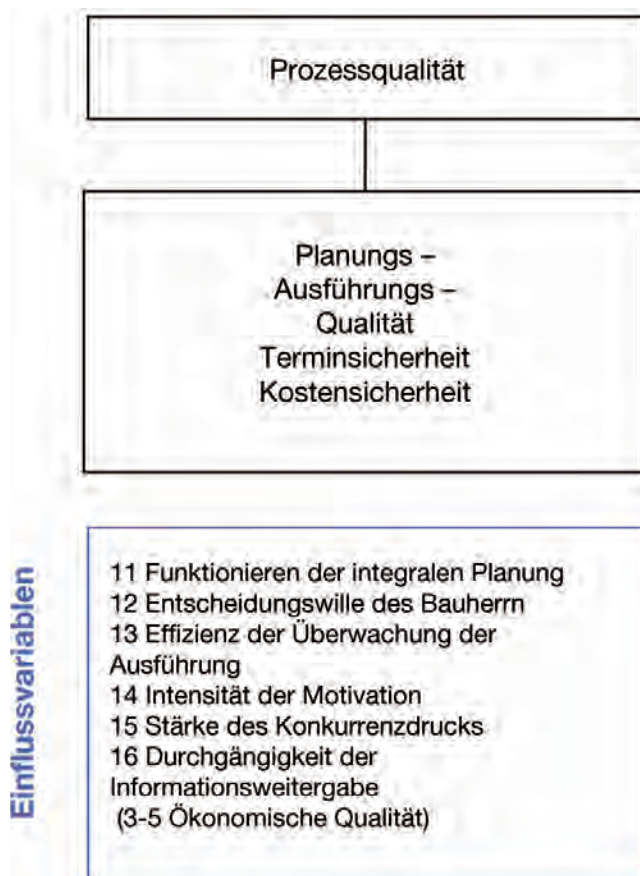 Prozessqualität
Planungs –
Ausführungs –
Qualität
Terminsicherheit
Kostensicherheit
Einflussvariablen
11 Funktionieren der integralen Planung
12 Entscheidungswille des Bauherrn
13 Effizienz der Überwachung der
Ausführung
14 Intensität der Motivation
15 Stärke des Konkurrenzdrucks
16 Durchgängigkeit der
Informationsweitergabe
(3-5 Ökonomische Qualität)